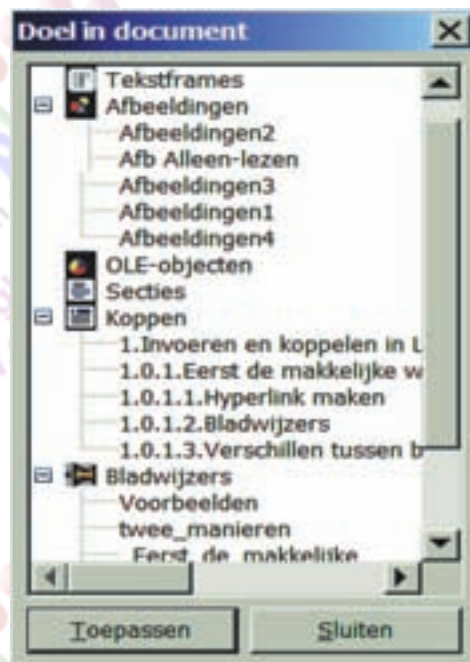 Doel in document
Tekstframes
Afbeeldingen
Afbeeldingen2
Afb Alleen-lezen
Afbeeldingen3
Afbeeldingen1
Afbeeldingen4
OLE-objecten
Secties
Koppen
1.Invoeren en koppelen in L
1.0.1.Eerst de makkelijke w
1.0.1.1.Hyperlink maken
1.0.1.2.Bladwijzers
1.0.1.3.Verschillen tussen b
Bladwijzers
Voorbeelden
twee_manieren
_Eerst_de_makkelijke_
Toepassen Sluiten